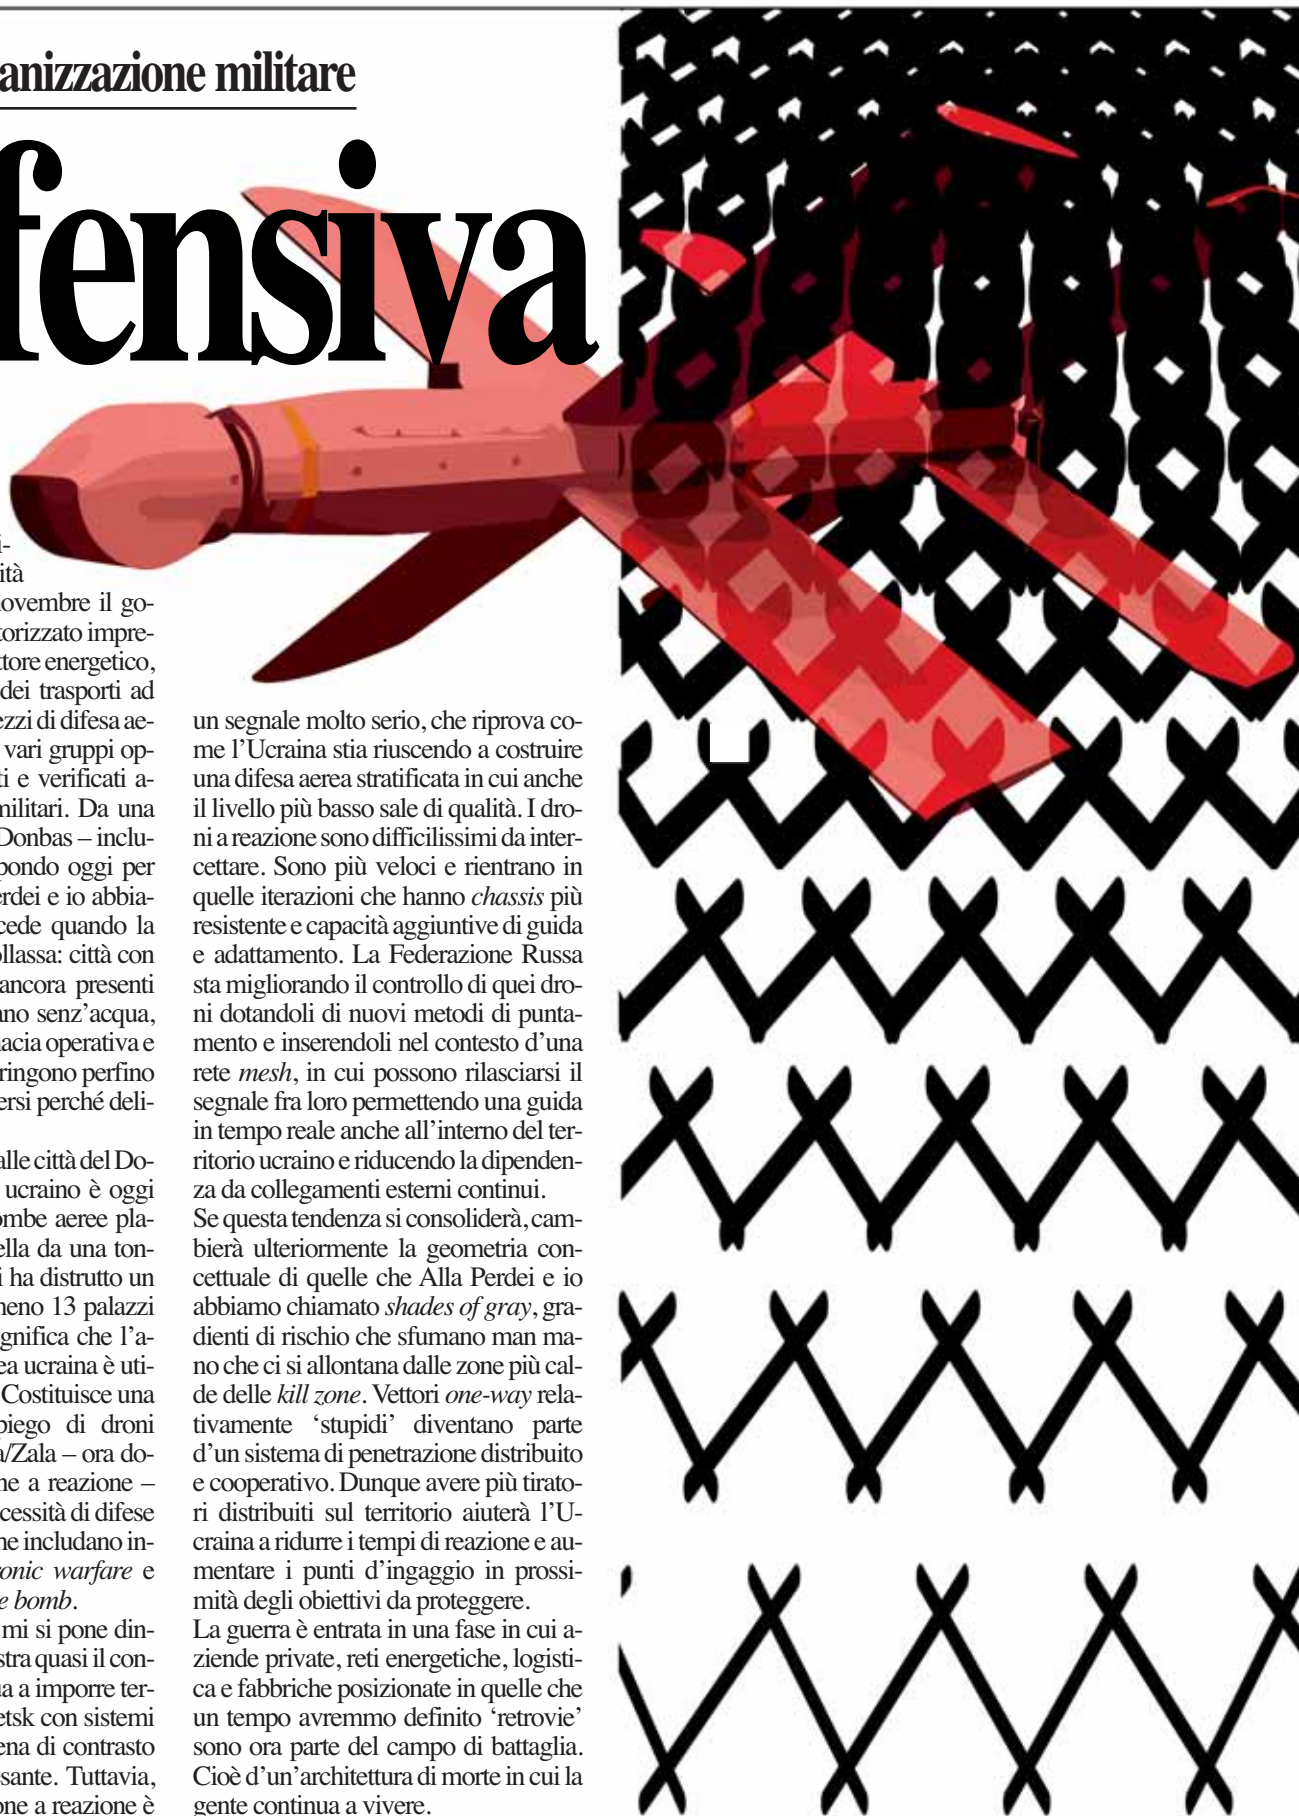 anizzazione militare
fensiva
i-
ità
ovembre il go-
torizzato impre-
ttore energetico,
dei trasporti ad
ezzi di difesa ae-
vari gruppi op-
ti e verificati a-
militari. Da una
Donbas – inclu-
pondo oggi per
erdei e io abbia-
cede quando la
ollassa: città con
ancora presenti
ano senz’acqua,
nacia operativa e
ringono perfino
ersi perché deli-
alle città del Do-
ucraino è oggi
ombe aeree pla-
ella da una ton-
i ha distrutto un
neno 13 palazzi
gnifica che l’a-
ea ucraina è uti-
Costituisce una
piego di droni
a/Zala – ora do-
ne a reazione –
cessità di difese
he includano in-
ronic warfare e
e bomb.
mi si pone din-
stra quasi il con-
ua a imporre ter-
etsk con sistemi
ena di contrasto
esante. Tuttavia,
one a reazione è
un segnale molto serio, che riprova co-
me l’Ucraina stia riuscendo a costruire
una difesa aerea stratificata in cui anche
il livello più basso sale di qualità. I dro-
ni a reazione sono difficilissimi da inter-
cettare. Sono più veloci e rientrano in
quelle iterazioni che hanno chassis più
resistente e capacità aggiuntive di guida
e adattamento. La Federazione Russa
sta migliorando il controllo di quei dro-
ni dotandoli di nuovi metodi di punta-
mento e inserendoli nel contesto d’una
rete mesh, in cui possono rilasciarsi il
segnale fra loro permettendo una guida
in tempo reale anche all’interno del ter-
ritorio ucraino e riducendo la dipenden-
za da collegamenti esterni continui.
Se questa tendenza si consoliderà, cam-
bierà ulteriormente la geometria con-
cettuale di quelle che Alla Perdei e io
abbiamo chiamato shades of gray, gra-
dienti di rischio che sfumano man ma-
no che ci si allontana dalle zone più cal-
de delle kill zone. Vettori one-way rela-
tivamente ‘stupidi’ diventano parte
d’un sistema di penetrazione distribuito
e cooperativo. Dunque avere più tirato-
ri distribuiti sul territorio aiuterà l’U-
craina a ridurre i tempi di reazione e au-
mentare i punti d’ingaggio in prossi-
mità degli obiettivi da proteggere.
La guerra è entrata in una fase in cui a-
ziende private, reti energetiche, logisti-
ca e fabbriche posizionate in quelle che
un tempo avremmo definito ‘retrovie’
sono ora parte del campo di battaglia.
Cioè d’un’architettura di morte in cui la
gente continua a vivere.